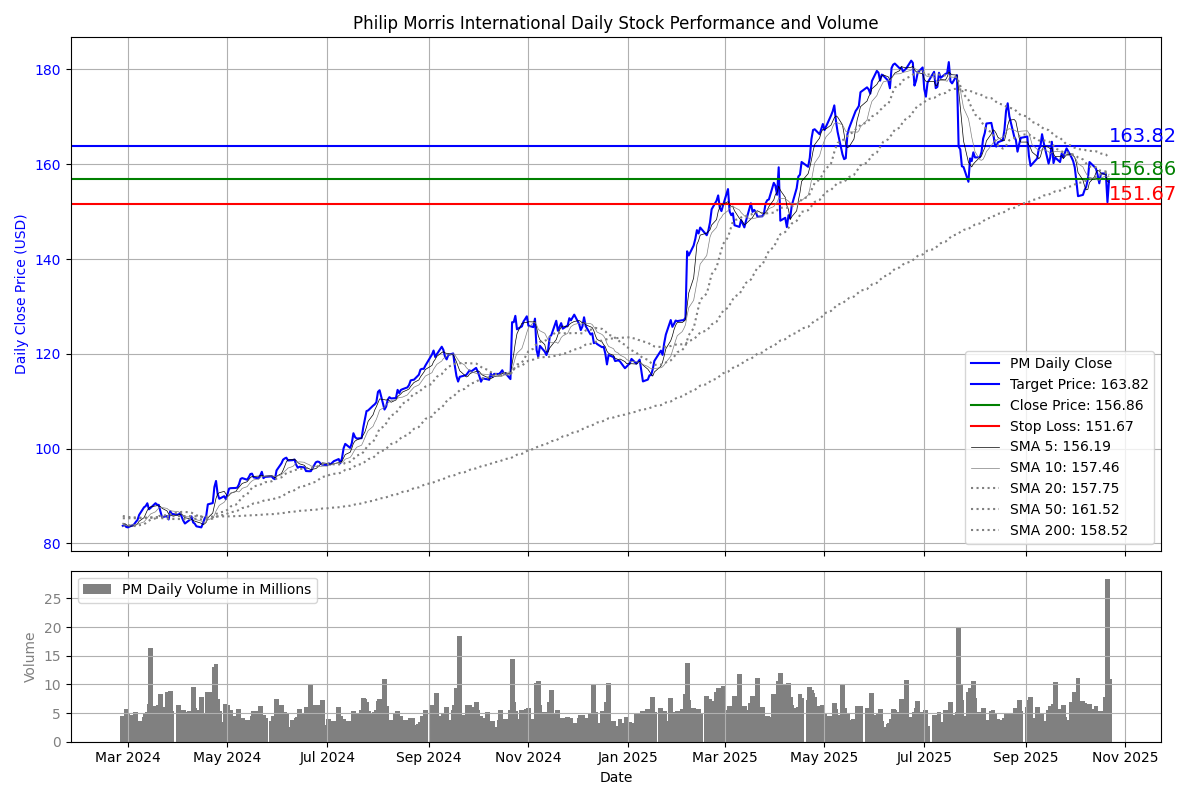 Philip Morris International Daily Stock Performance and Volume
Daily Close Price (USD)
180
160
140
120
100
80
163.82
156.86
151.67
PM Daily Close
Target Price: 163.82
Close Price: 156.86
Stop Loss: 151.67
SMA 5: 156.19
SMA 10: 157.46
SMA 20: 157.75
SMA 50: 161.52
SMA 200: 158.52
PM Daily Volume in Millions
Volume
25
20
15
10
5
0
Mar 2024 May 2024 Jul 2024 Sep 2024 Nov 2024 Jan 2025 Mar 2025 May 2025 Jul 2025 Sep 2025 Nov 2025
Date